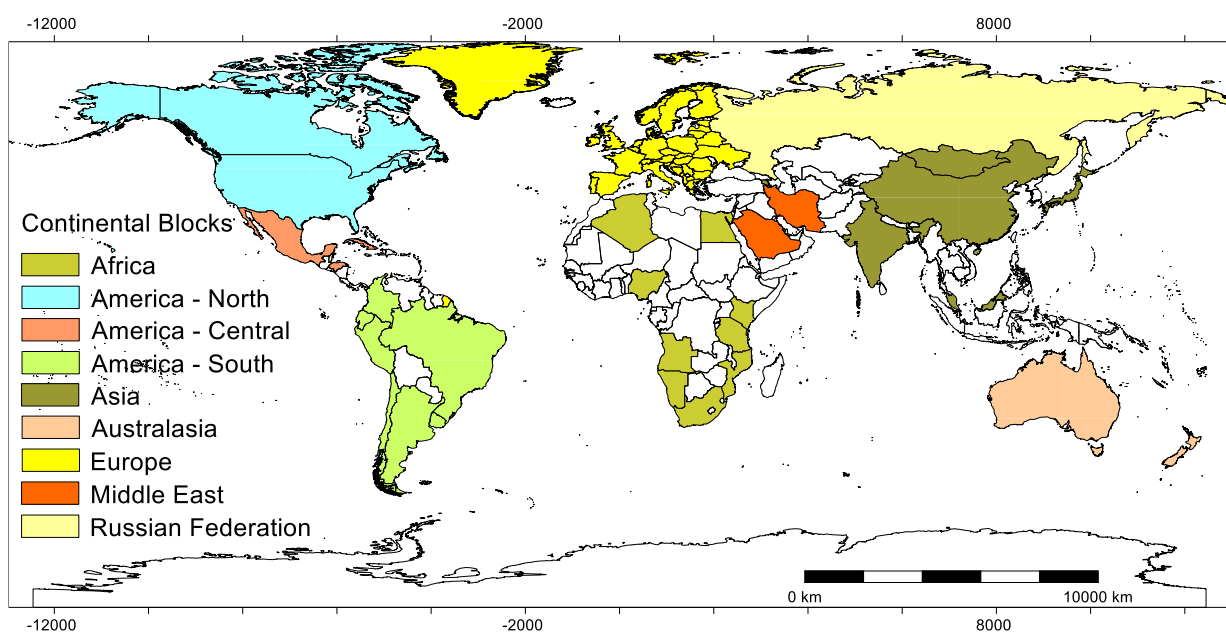 -12000 -2000 8000
Continental Blocks
Africa
America - North
America - Central
America - South
Asia
Australasia
Europe
Middle East
Russian Federation
0 km 10000 km
-12000 -2000 8000